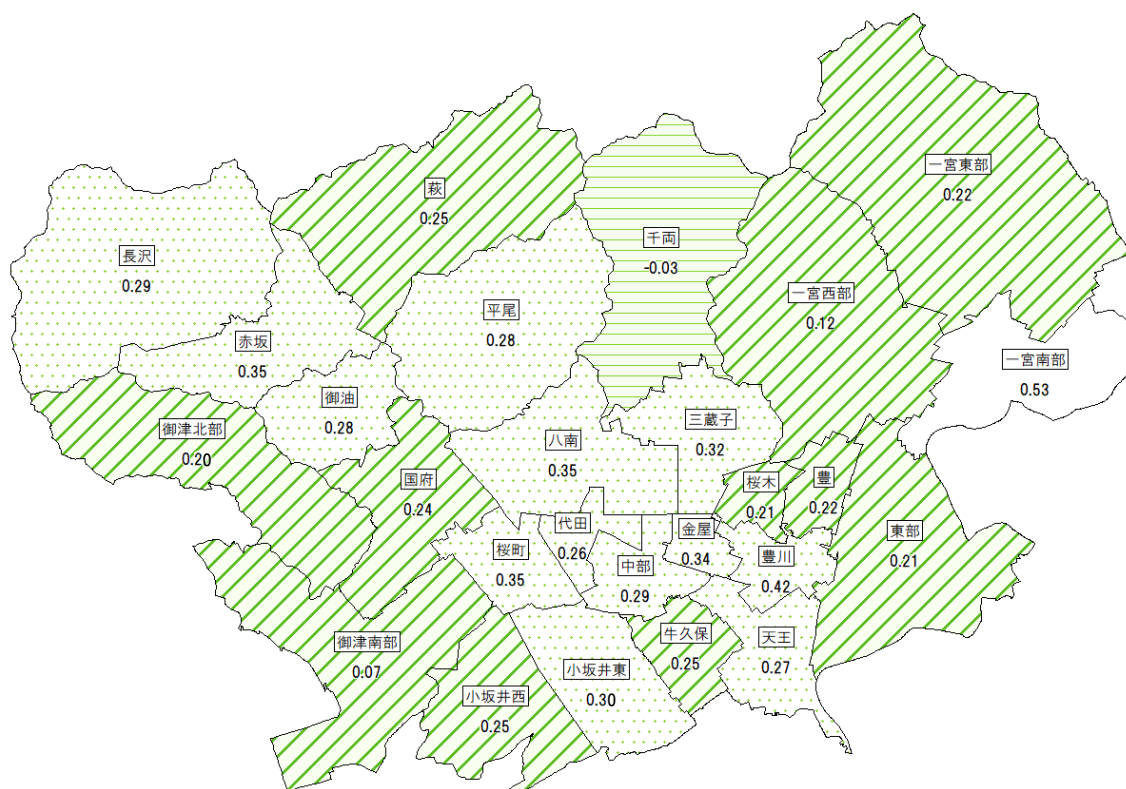 一宮東部
0.22
萩
0.25
千両
-0.03
長沢
0.29
一宮西部
0.12
平尾
0.28
赤坂
0.35
一宮南部
0.53
御油
0.28
三蔵子
0.32
御津北部
0.20
八南
0.35
国府
0.24
桜木
0.21
豊
0.22
代田
0.26
金屋
0.34
東部
0.21
桜町
0.35
中部
0.29
豊川
0.42
御津南部
0.07
牛久保
0.25
天王
0.27
小坂井東
0.30
小坂井西
0.25